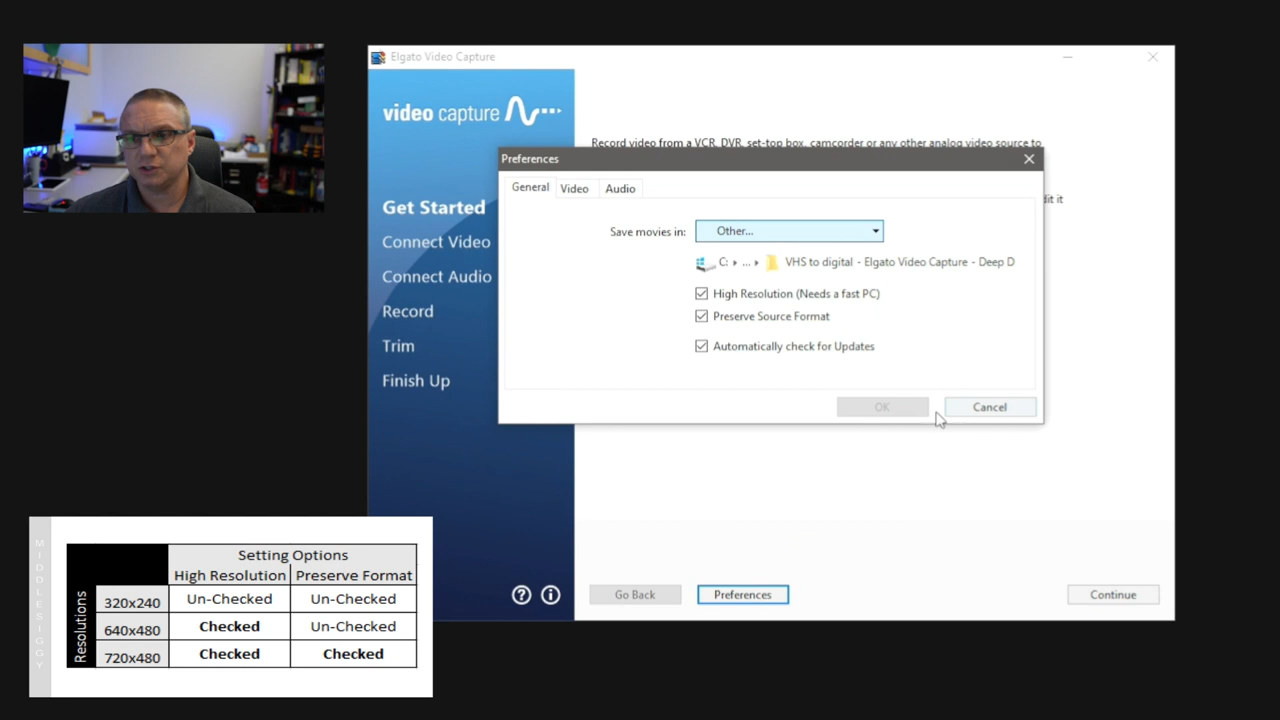 Elgato Video Capture
video capture
Record video from a VCR, DVR, set-top box, camcorder or any other analog video source to
dit it
Get Started
Connect Video
Connect Audio
Record
Trim
Finish Up
Preferences
General Video Audio
Save movies in: Other...
C: ▸ ... ▸ VHS to digital - Elgato Video Capture - Deep D
High Resolution (Needs a fast PC)
Preserve Source Format
Automatically check for Updates
OK Cancel
Go Back Preferences Continue
MIDDLESIGGY
Setting Options
High Resolution Preserve Format
Resolutions
320x240 Un-Checked Un-Checked
640x480 Checked Un-Checked
720x480 Checked Checked